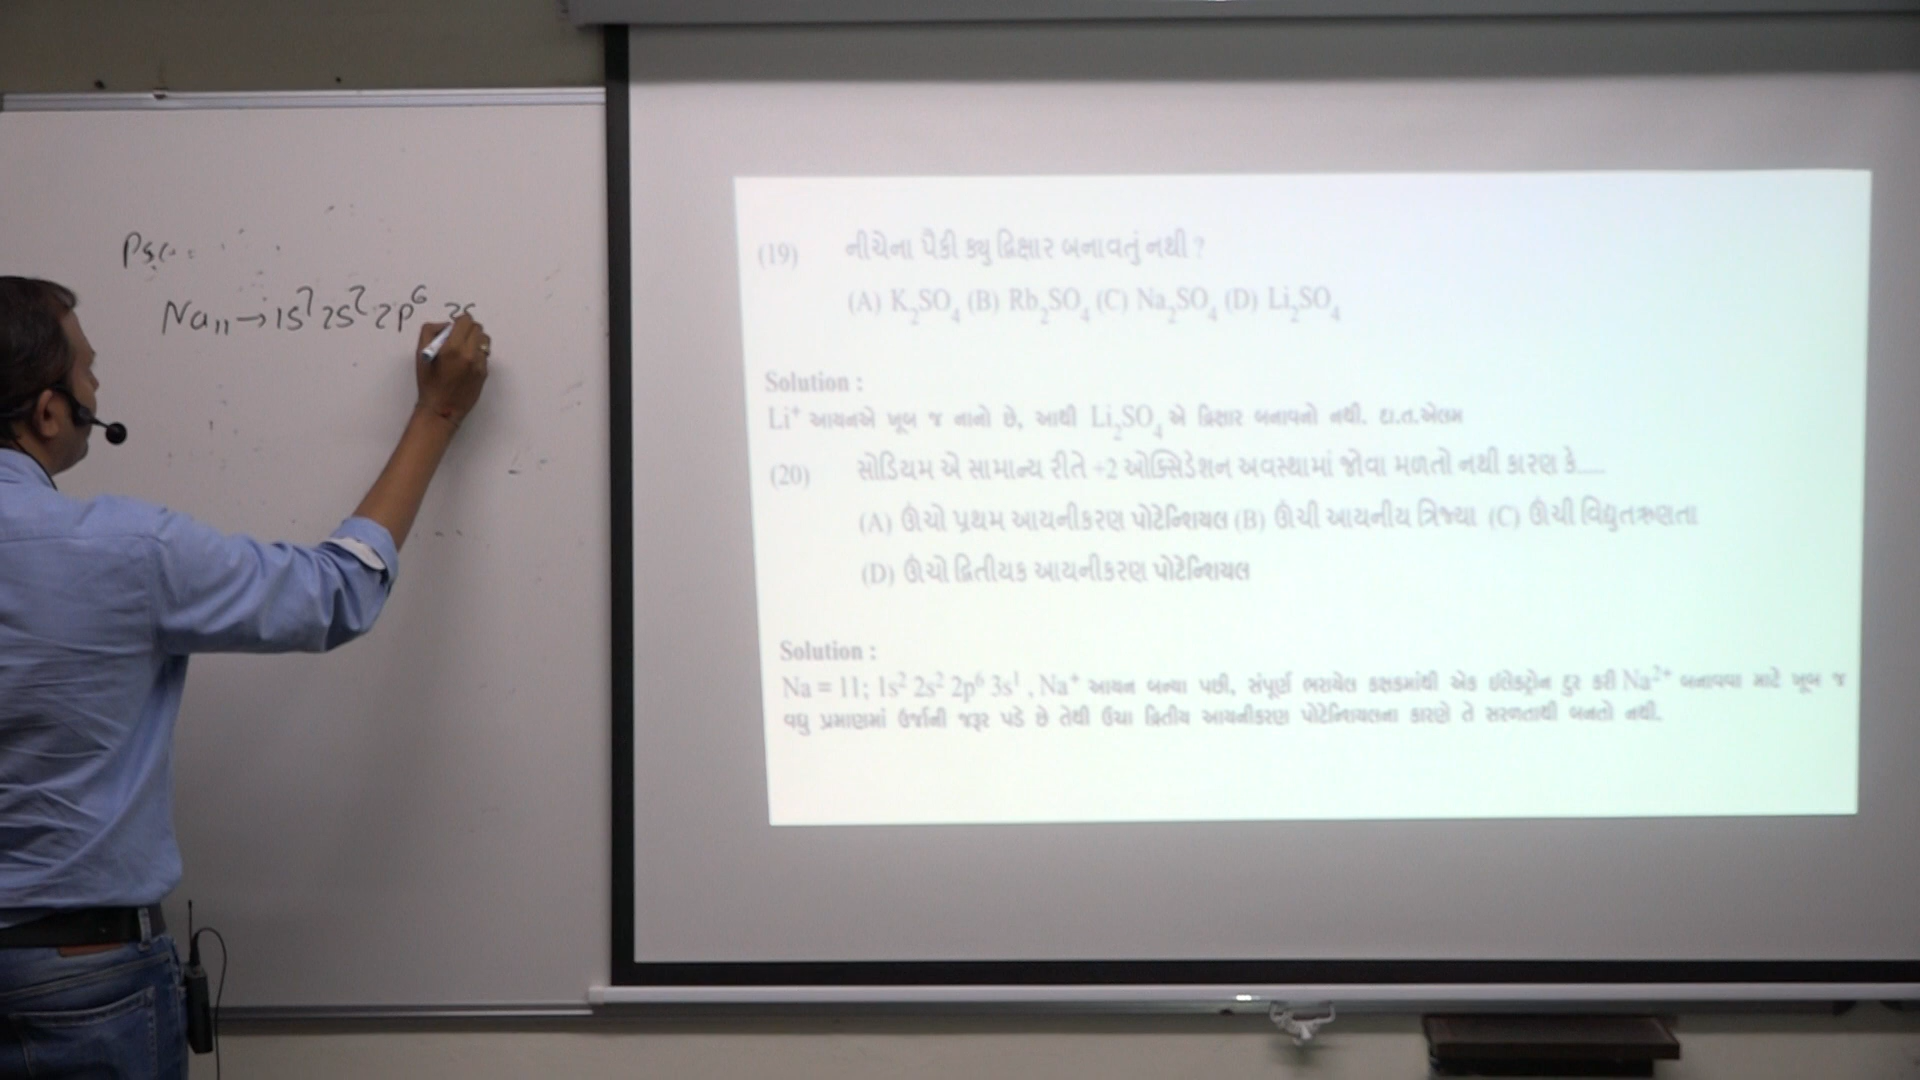 Na₁₁ → 1s² 2s² 2p⁶ 3s
(19) નીચેના પૈકી ક્યુ દ્વિક્ષાર બનાવતું નથી ?
(A) K₂SO₄ (B) Rb₂SO₄ (C) Na₂SO₄ (D) Li₂SO₄
Solution :
Li⁺ આયનએ ખૂબ જ નાનો છે, આથી Li₂SO₄ એ દ્વિક્ષાર બનાવનો નથી. દા.ત.એલમ
(20) સોડિયમ એ સામાન્ય રીતે +2 ઓક્સિડેશન અવસ્થામાં જોવા મળતો નથી કારણ કે.....
(A) ઊંચો પ્રથમ આયનીકરણ પોટેન્શિયલ (B) ઊંચી આયનીય ત્રિજ્યા (C) ઊંચી વિદ્યુતઋણતા
(D) ઊંચો દ્વિતીયક આયનીકરણ પોટેન્શિયલ
Solution :
Na = 11; 1s² 2s² 2p⁶ 3s¹ , Na⁺ આયન બન્યા પછી, સંપૂર્ણ ભરાયેલ કક્ષકમાંથી એક ઇલેક્ટ્રોન દુર કરી Na²⁺ બનાવવા માટે ખૂબ જ
વધુ પ્રમાણમાં ઉર્જાની જરૂર પડે છે તેથી ઉંચા દ્વિતીય આયનીકરણ પોટેન્શિયલના કારણે તે સરળતાથી બનતો નથી.